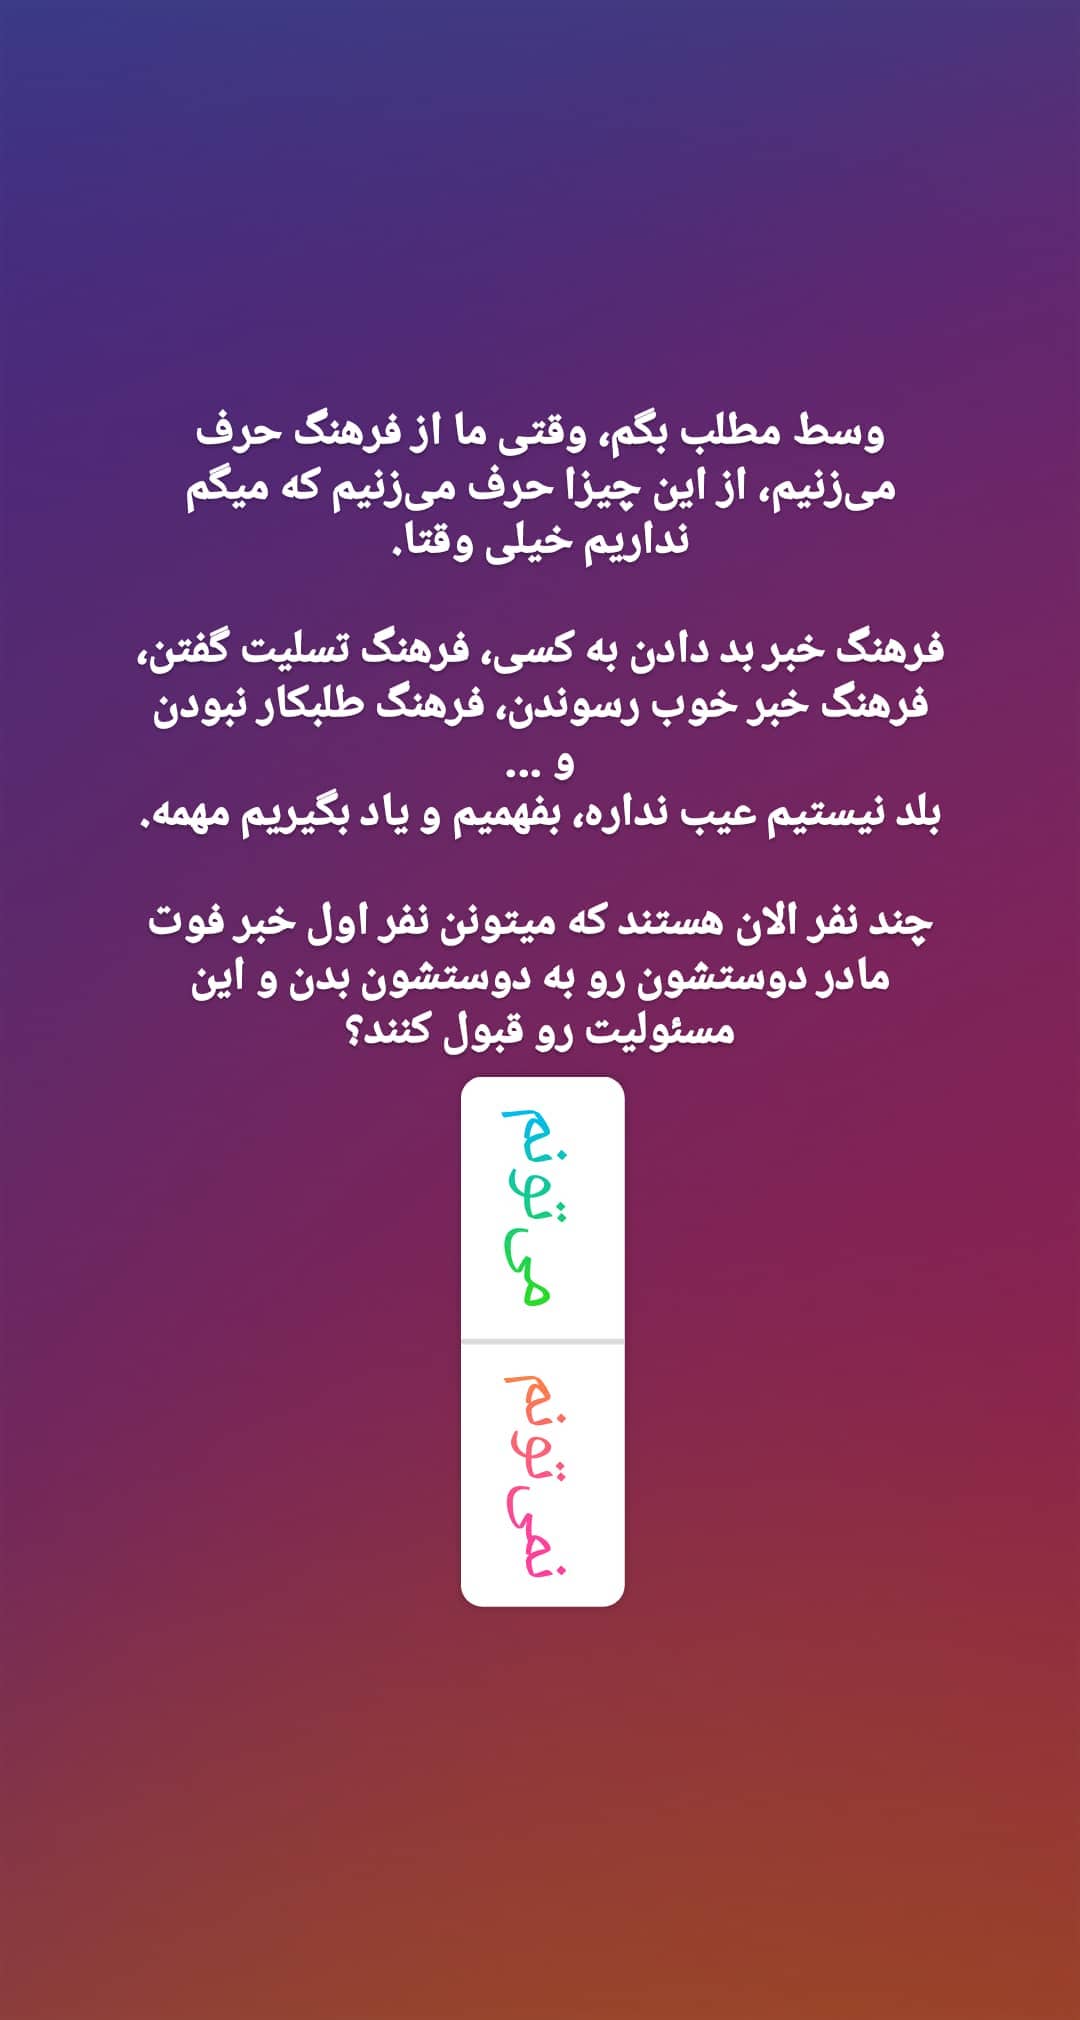 وسط مطلب بگم، وقتی ما از فرهنگ حرف
می‌زنیم، از این چیزا حرف می‌زنیم که میگم
نداریم خیلی وقتا.
فرهنگ خبر بد دادن به کسی، فرهنگ تسلیت گفتن،
فرهنگ خبر خوب رسوندن، فرهنگ طلبکار نبودن
و ...
بلد نیستیم عیب نداره، بفهمیم و یاد بگیریم مهمه.
چند نفر الان هستند که میتونن نفر اول خبر فوت
مادر دوستشون رو به دوستشون بدن و این
مسئولیت رو قبول کنند؟
می‌تونم
نمی‌تونم